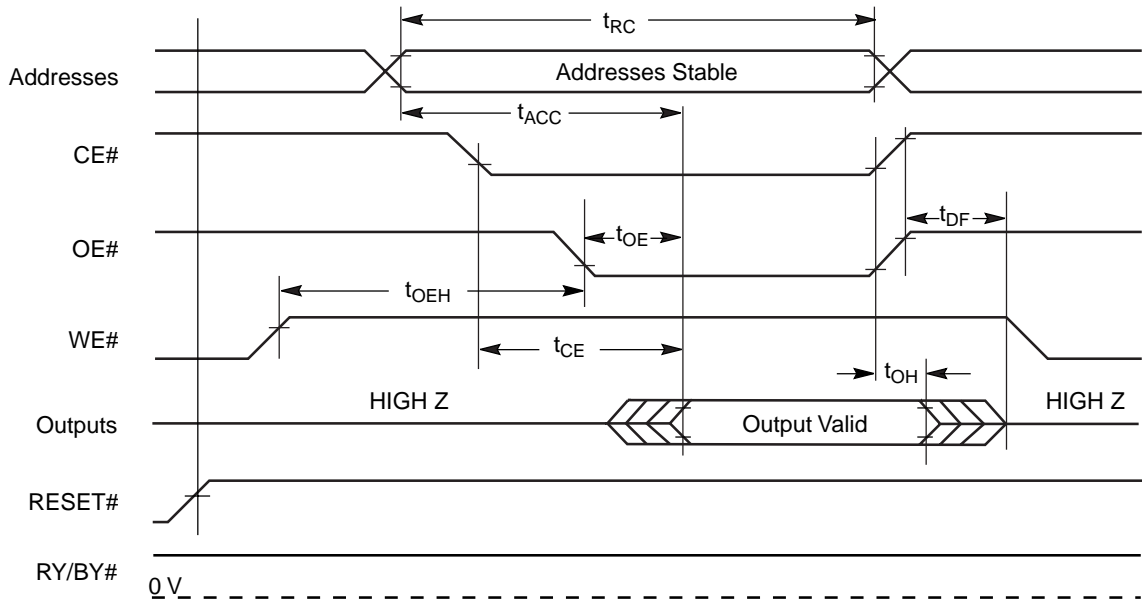 tRC
Addresses
Addresses Stable
tACC
CE#
tDF
OE#
tOE
tOEH
WE#
tCE
tOH
HIGH Z
HIGH Z
Outputs
Output Valid
RESET#
RY/BY#
0 V